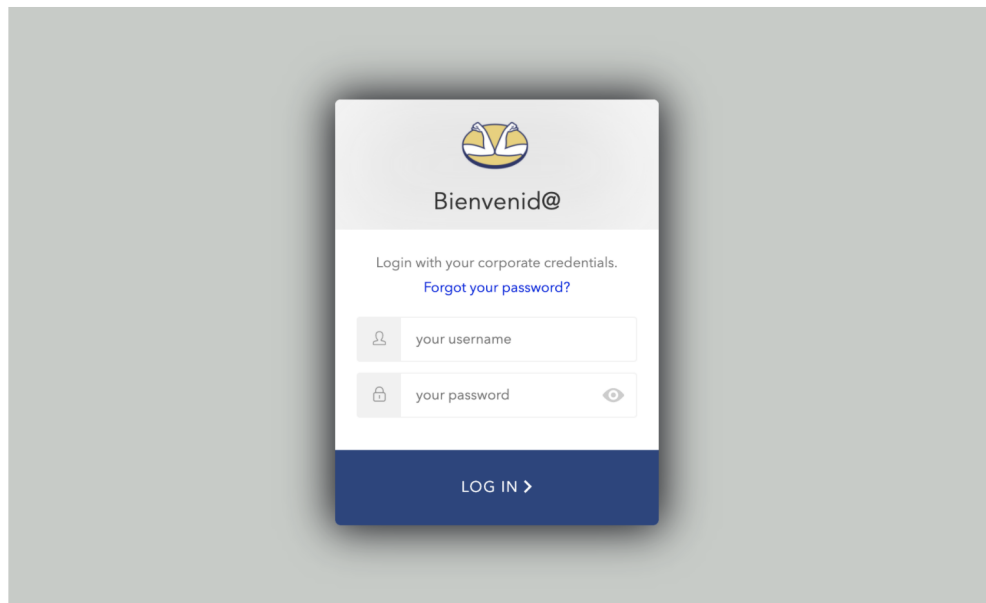 Bienvenid@
Login with your corporate credentials.
Forgot your password?
your username
your password
LOG IN